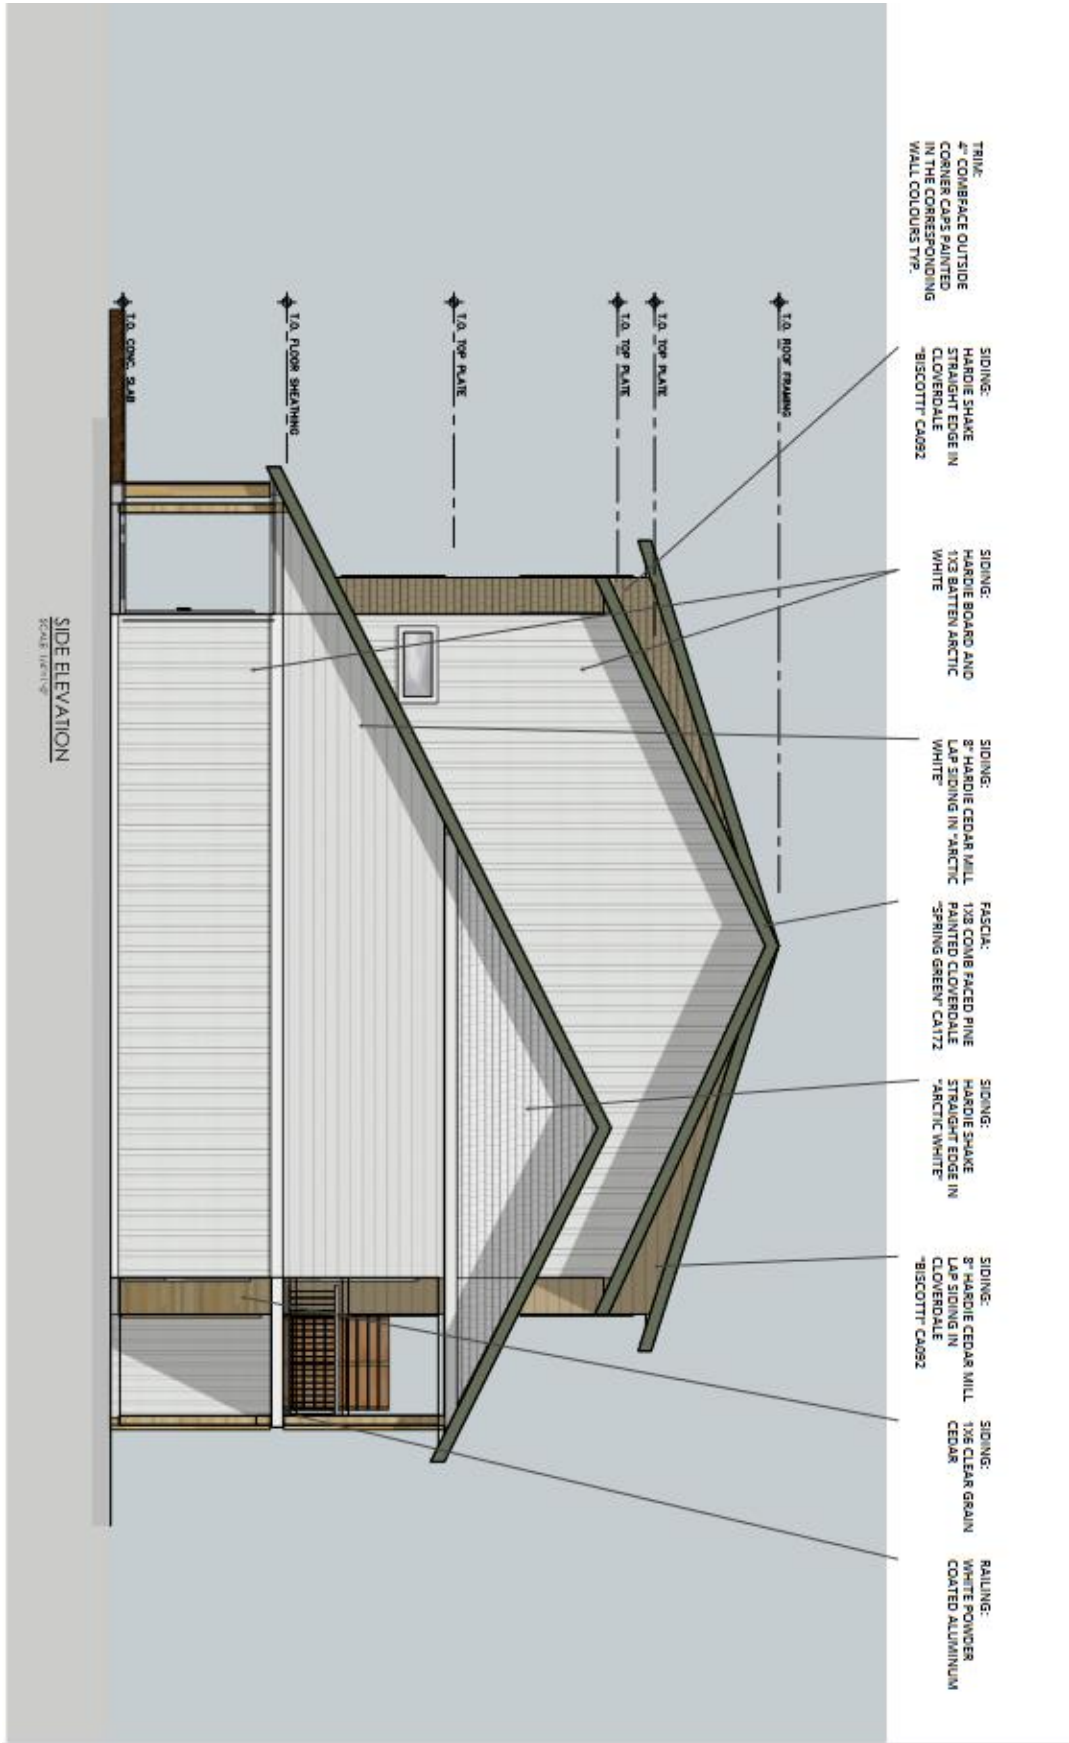 TRIM:
4" COMBFACE OUTSIDE
CORNER CAPS PAINTED
IN THE CORRESPONDING
WALL COLOURS TYP.
SIDING:
HARDIE SHAKE
STRAIGHT EDGE IN
CLOVERDALE
"BISCOTTI" CA092
SIDING:
HARDIE BOARD AND
1X3 BATTEN ARCTIC
WHITE
SIDING:
8" HARDIE CEDAR MILL
LAP SIDING IN "ARCTIC
WHITE"
FASCIA:
1X8 COMB FACED PINE
PAINTED CLOVERDALE
"SPRING GREEN" CA172
SIDING:
HARDIE SHAKE
STRAIGHT EDGE IN
"ARCTIC WHITE"
SIDING:
8" HARDIE CEDAR MILL
LAP SIDING IN
CLOVERDALE
"BISCOTTI" CA092
SIDING:
1X6 CLEAR GRAIN
CEDAR
RAILING:
WHITE POWDER
COATED ALUMINUM
T.O. ROOF FRAMING
T.O. TOP PLATE
T.O. TOP PLATE
T.O. TOP PLATE
T.O. FLOOR SHEATHING
T.O. CONC. SLAB
SIDE ELEVATION
SCALE: